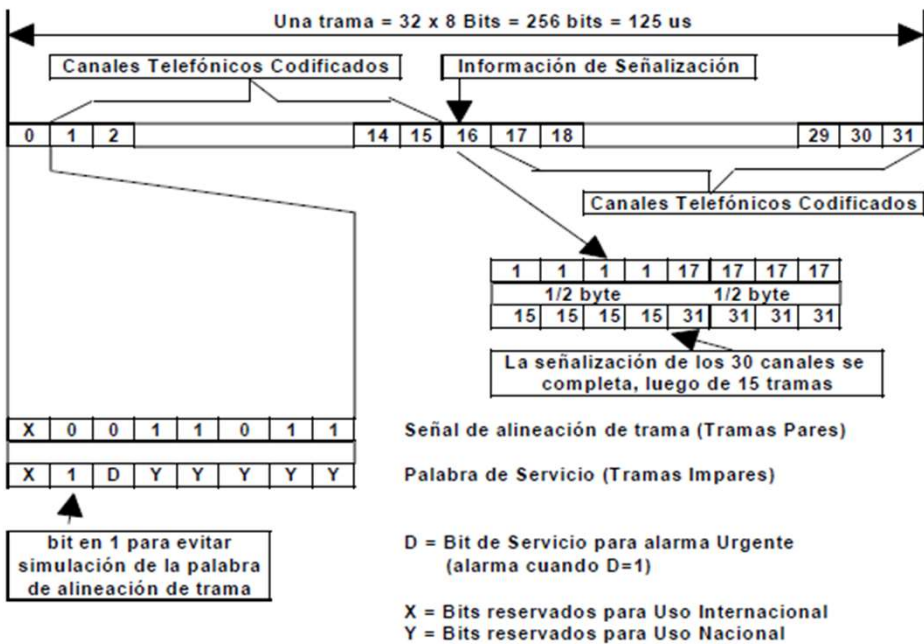 Una trama = 32 x 8 Bits = 256 bits = 125 us
Canales Telefónicos Codificados
Información de Señalización
0 1 2 14 15 16 17 18 29 30 31
Canales Telefónicos Codificados
1 1 1 1 17 17 17 17
1/2 byte 1/2 byte
15 15 15 15 31 31 31 31
La señalización de los 30 canales se
completa, luego de 15 tramas
X 0 0 1 1 0 1 1
Señal de alineación de trama (Tramas Pares)
X 1 D Y Y Y Y Y
Palabra de Servicio (Tramas Impares)
bit en 1 para evitar
simulación de la palabra
de alineación de trama
D = Bit de Servicio para alarma Urgente
(alarma cuando D=1)
X = Bits reservados para Uso Internacional
Y = Bits reservados para Uso Nacional